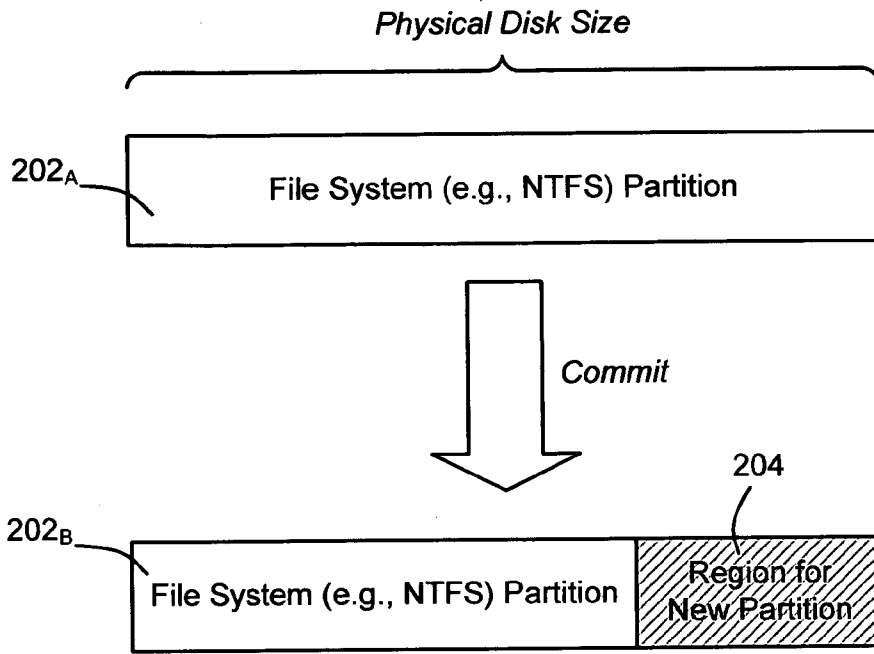 Physical Disk Size
202A
File System (e.g., NTFS) Partition
Commit
204
202B
File System (e.g., NTFS) Partition
Region for
New Partition